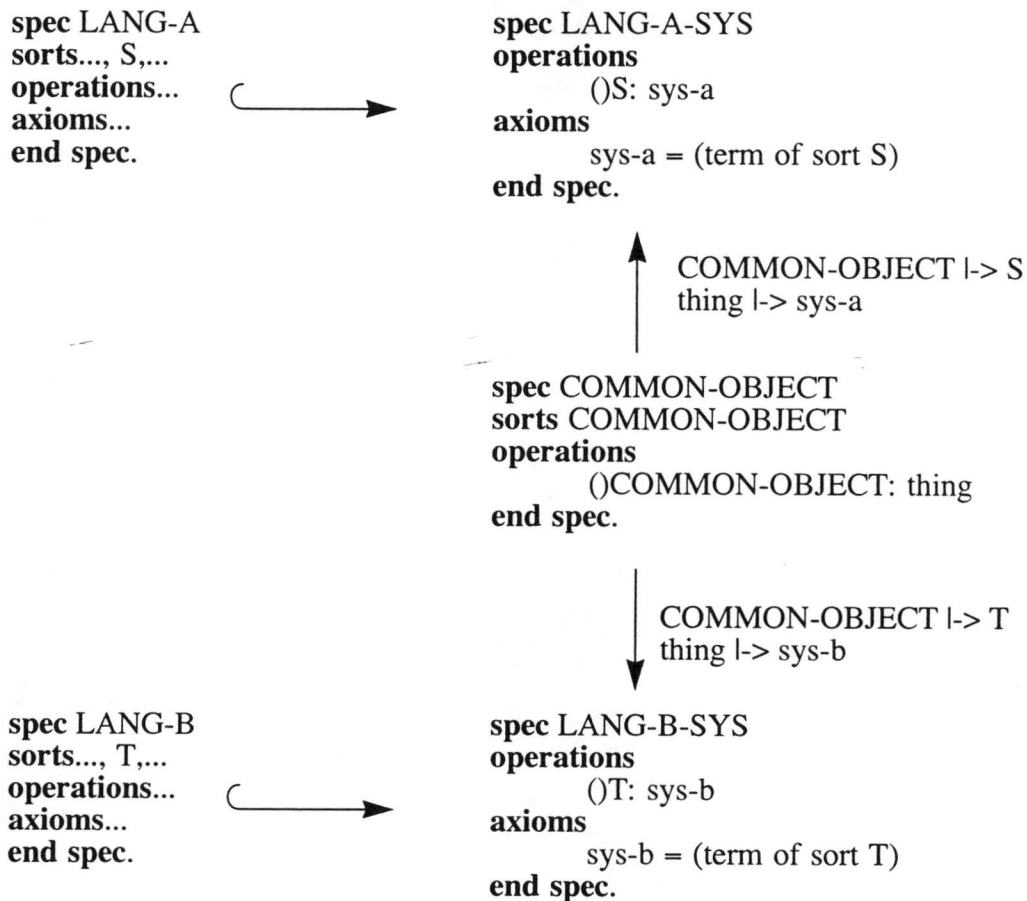 spec LANG-A
sorts..., S,...
operations...
axioms...
end spec.
spec LANG-A-SYS
operations
()S: sys-a
axioms
sys-a = (term of sort S)
end spec.
COMMON-OBJECT |-> S
thing |-> sys-a
spec COMMON-OBJECT
sorts COMMON-OBJECT
operations
()COMMON-OBJECT: thing
end spec.
COMMON-OBJECT |-> T
thing |-> sys-b
spec LANG-B
sorts..., T,...
operations...
axioms...
end spec.
spec LANG-B-SYS
operations
()T: sys-b
axioms
sys-b = (term of sort T)
end spec.